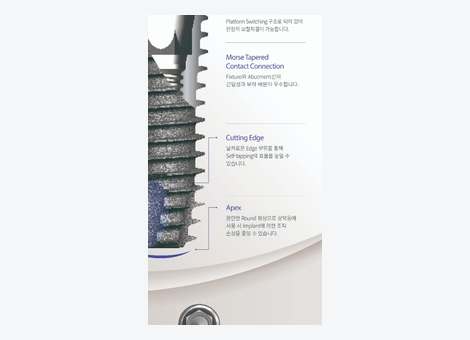 Platform Switching 구조로 되어 있어
안정적 보철치료가 가능합니다.
Morse Tapered
Contact Connection
Fixture와 Abutment간의
긴밀성과 부하 배분이 우수합니다.
Cutting Edge
날카로운 Edge 부위를 통해
Self tapping의 효율을 높일 수
있습니다.
Apex
완만한 Round 형상으로 상악동에
사용 시 Implant에 의한 조직
손상을 줄일 수 있습니다.